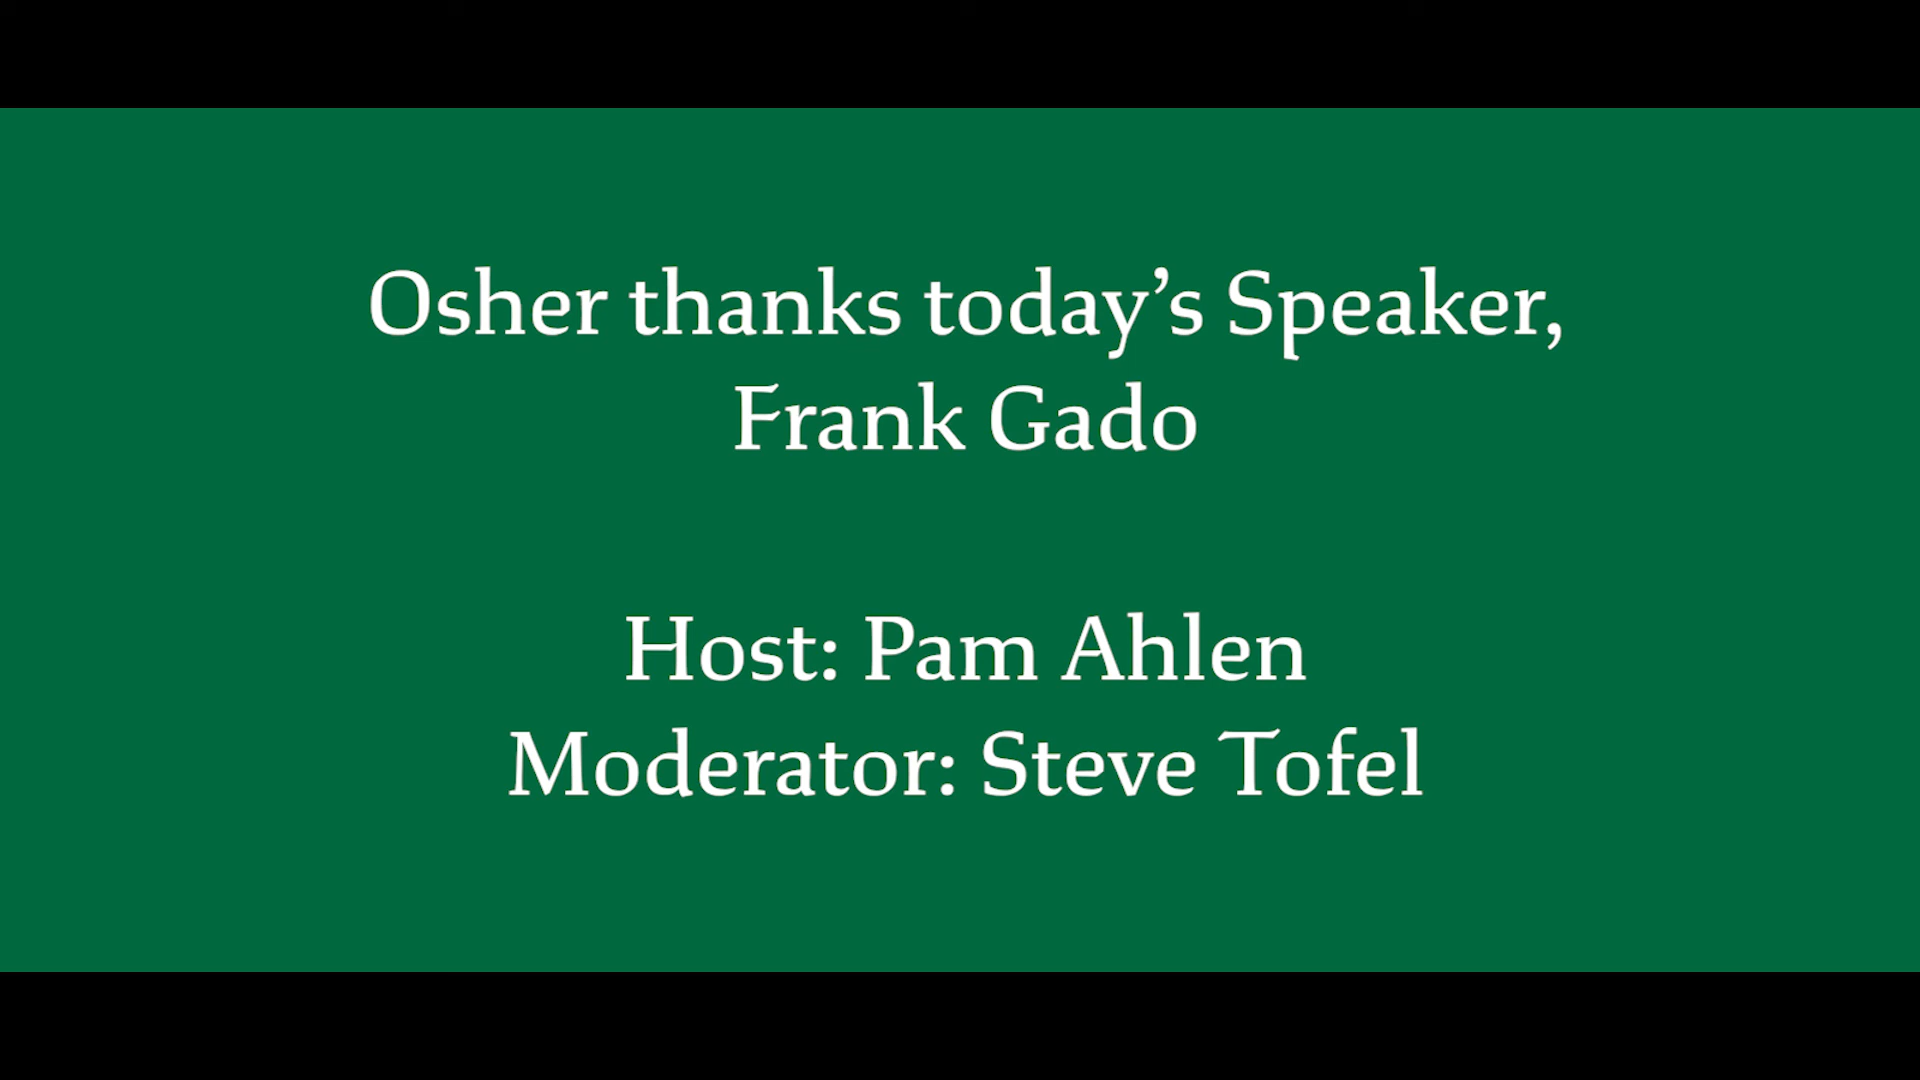 Osher thanks today’s Speaker,
Frank Gado
Host: Pam Ahlen
Moderator: Steve Tofel